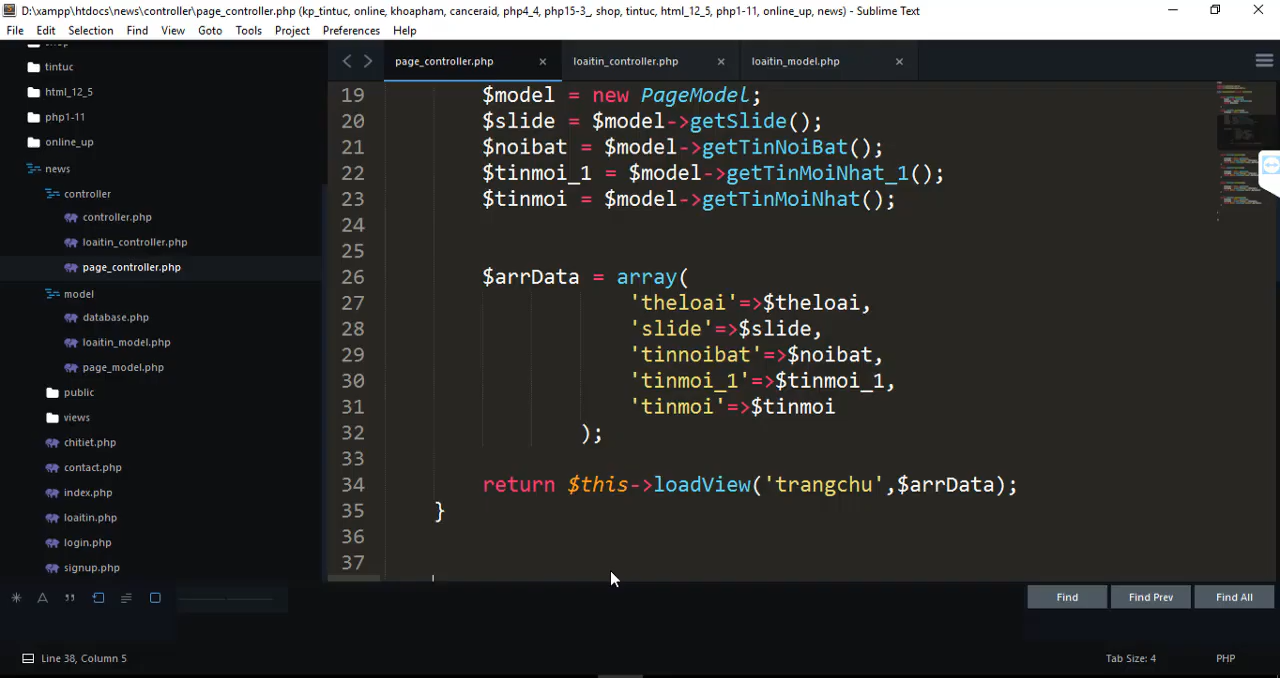 D:\xampp\htdocs\news\controller\page_controller.php (kp_tintuc, online, khoapham, canceraid, php4_4, php15-3_, shop, tintuc, html_12_5, php1-11, online_up, news) - Sublime Text
File Edit Selection Find View Goto Tools Project Preferences Help
shop
tintuc
html_12_5
php1-11
online_up
news
controller
controller.php
loaitin_controller.php
page_controller.php
model
database.php
loaitin_model.php
page_model.php
public
views
chitiet.php
contact.php
index.php
loaitin.php
login.php
signup.php
page_controller.php loaitin_controller.php loaitin_model.php
19 $model = new PageModel;
20 $slide = $model->getSlide();
21 $noibat = $model->getTinNoiBat();
22 $tinmoi_1 = $model->getTinMoiNhat_1();
23 $tinmoi = $model->getTinMoiNhat();
24
25
26 $arrData = array(
27 'theloai'=>$theloai,
28 'slide'=>$slide,
29 'tinnoibat'=>$noibat,
30 'tinmoi_1'=>$tinmoi_1,
31 'tinmoi'=>$tinmoi
32 );
33
34 return $this->loadView('trangchu',$arrData);
35 }
36
37
Find Find Prev Find All
Line 38, Column 5 Tab Size: 4 PHP